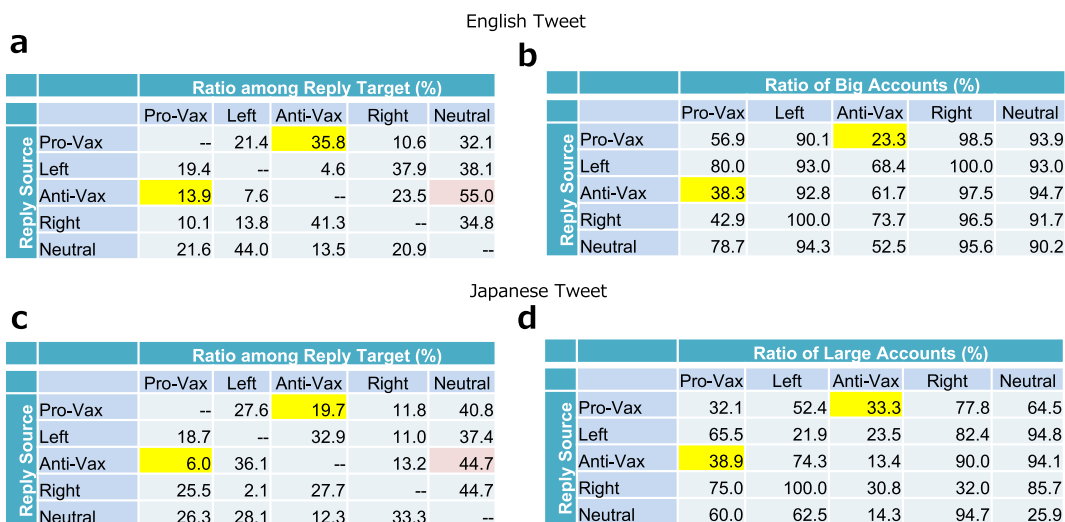 English Tweet
a
Ratio among Reply Target (%)
Pro-Vax Left Anti-Vax Right Neutral
Reply Source
Pro-Vax -- 21.4 35.8 10.6 32.1
Left 19.4 -- 4.6 37.9 38.1
Anti-Vax 13.9 7.6 -- 23.5 55.0
Right 10.1 13.8 41.3 -- 34.8
Neutral 21.6 44.0 13.5 20.9 --
b
Ratio of Big Accounts (%)
Pro-Vax Left Anti-Vax Right Neutral
Reply Source
Pro-Vax 56.9 90.1 23.3 98.5 93.9
Left 80.0 93.0 68.4 100.0 93.0
Anti-Vax 38.3 92.8 61.7 97.5 94.7
Right 42.9 100.0 73.7 96.5 91.7
Neutral 78.7 94.3 52.5 95.6 90.2
Japanese Tweet
c
Ratio among Reply Target (%)
Pro-Vax Left Anti-Vax Right Neutral
Reply Source
Pro-Vax -- 27.6 19.7 11.8 40.8
Left 18.7 -- 32.9 11.0 37.4
Anti-Vax 6.0 36.1 -- 13.2 44.7
Right 25.5 2.1 27.7 -- 44.7
Neutral 26.3 28.1 12.3 33.3 --
d
Ratio of Large Accounts (%)
Pro-Vax Left Anti-Vax Right Neutral
Reply Source
Pro-Vax 32.1 52.4 33.3 77.8 64.5
Left 65.5 21.9 23.5 82.4 94.8
Anti-Vax 38.9 74.3 13.4 90.0 94.1
Right 75.0 100.0 30.8 32.0 85.7
Neutral 60.0 62.5 14.3 94.7 25.9